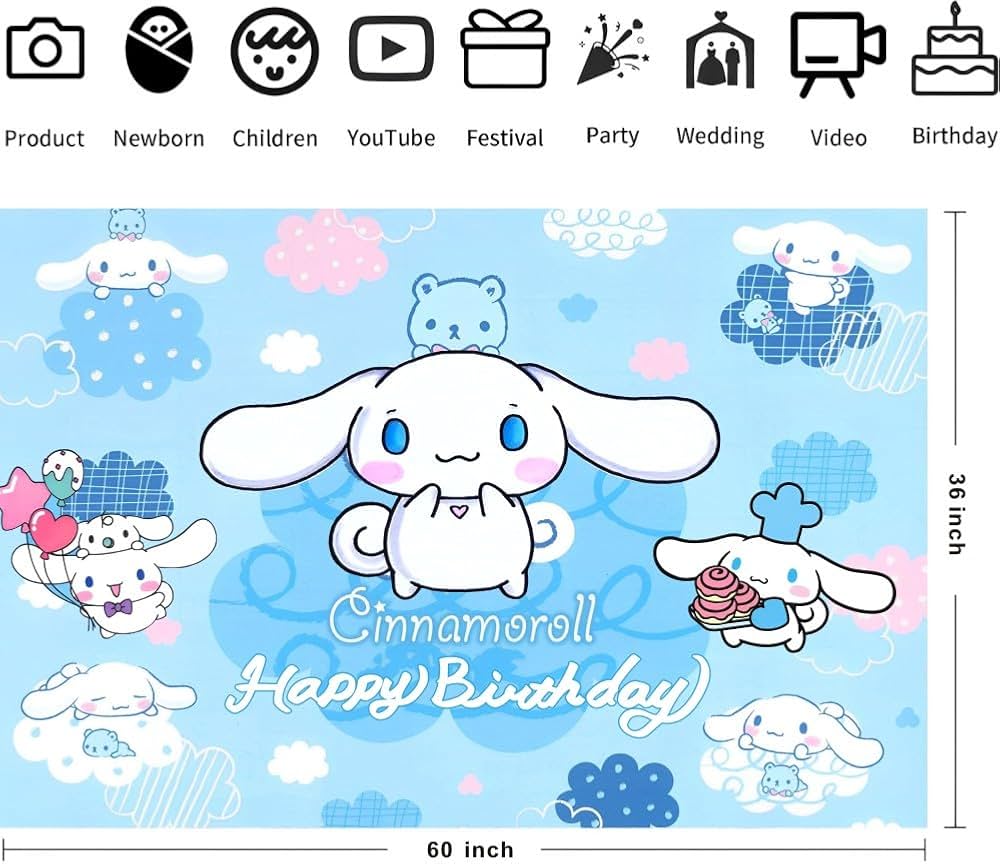 Product Newborn Children YouTube Festival Party Wedding Video Birthday
36 inch
Cinnamoroll
Happy Birthday
60 inch